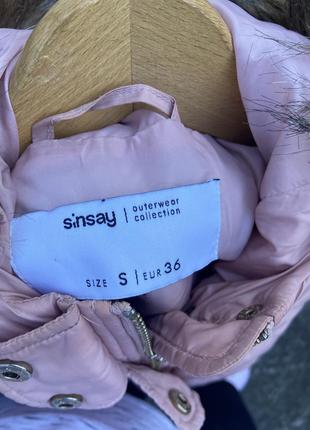 sinsay | outerwear
collection
SIZE S | EUR 36